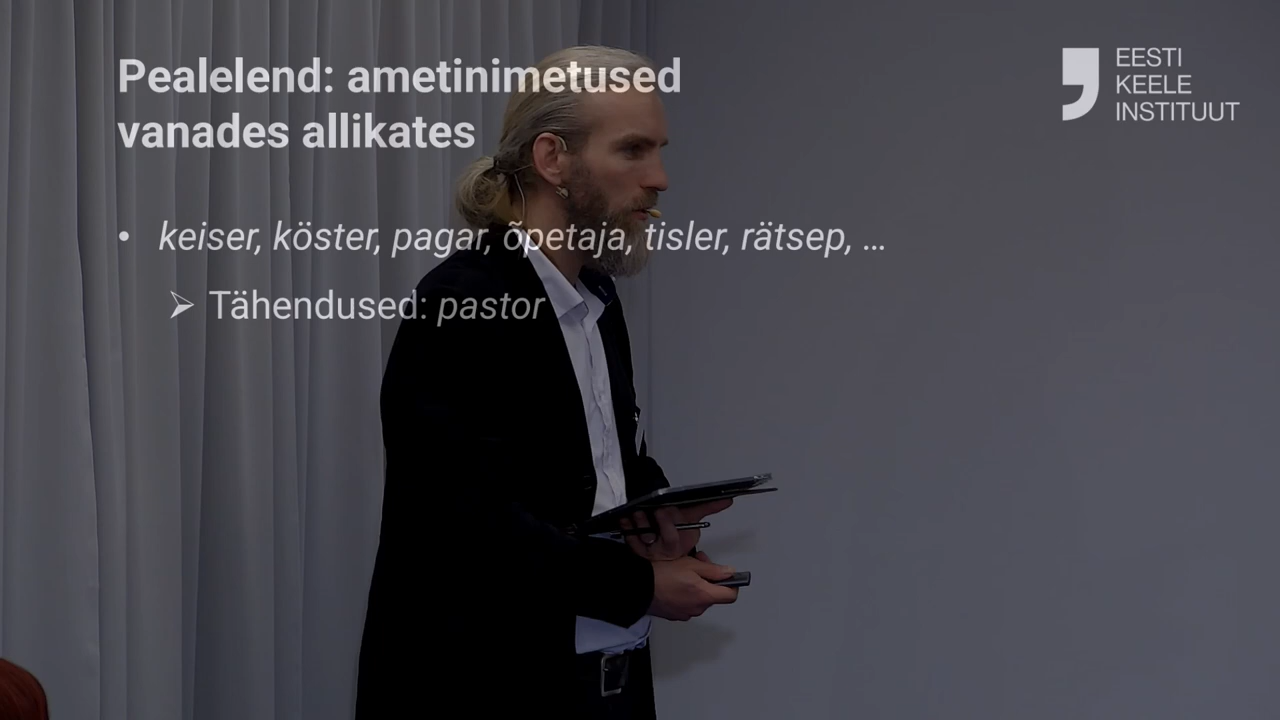 Pealelend: ametinimetused
vanades allikates
EESTI
KEELE
INSTITUUT
• keiser, köster, pagar, õpetaja, tisler, rätsep, ...
➢ Tähendused: pastor